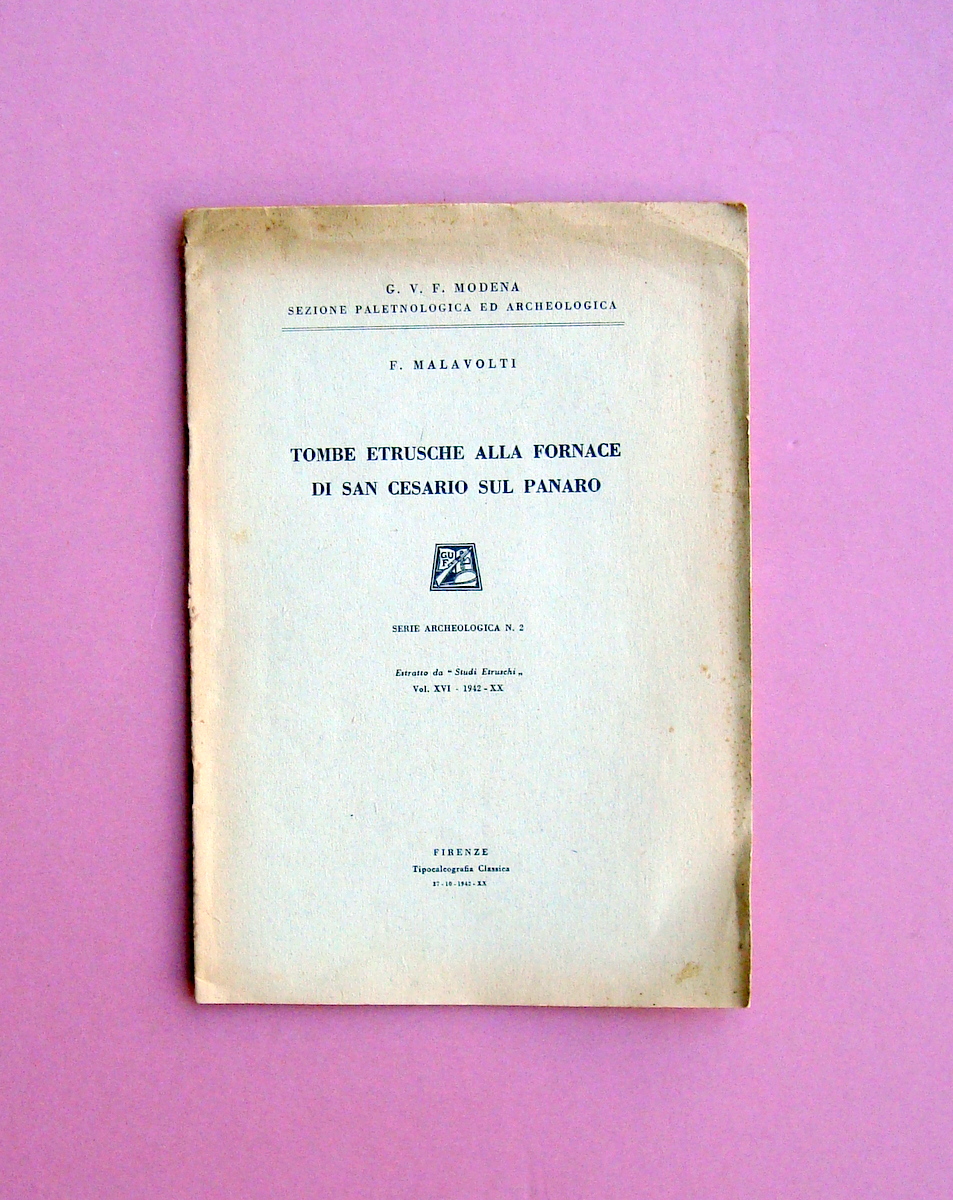 G. V. F. MODENA
SEZIONE PALETNOLOGICA ED ARCHEOLOGICA
F. MALAVOLTI
TOMBE ETRUSCHE ALLA FORNACE
DI SAN CESARIO SUL PANARO
GU
F
SERIE ARCHEOLOGICA N. 2
Estratto da " Studi Etruschi „
Vol. XVI - 1942 - XX
FIRENZE
Tipocalcografia Classica
27 - 10 - 1942 - XX